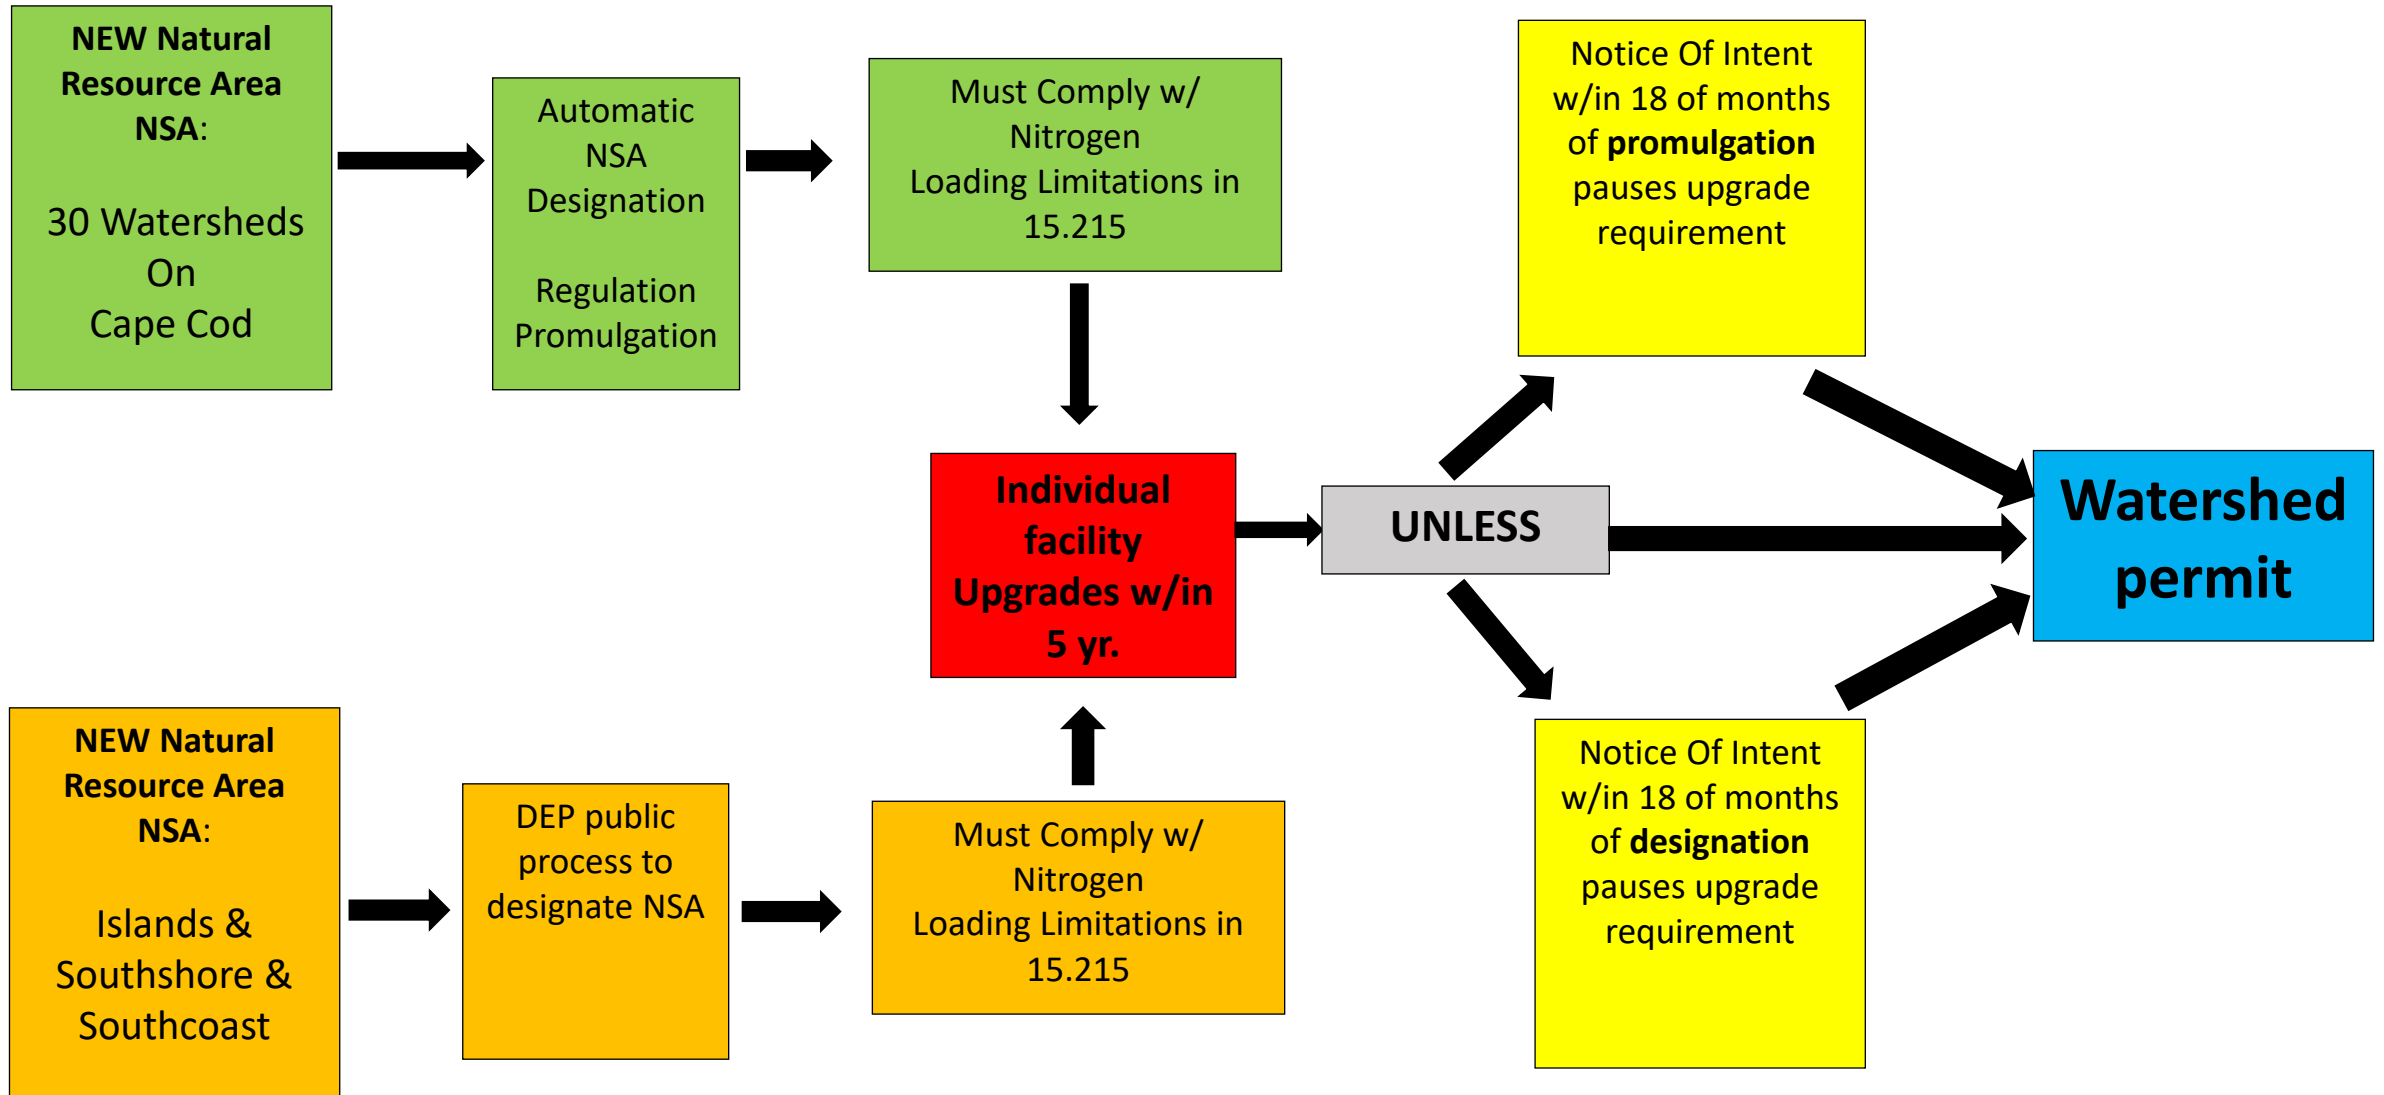 NEW Natural
Resource Area
NSA:
30 Watersheds
On
Cape Cod
Automatic
NSA
Designation
Regulation
Promulgation
Must Comply w/
Nitrogen
Loading Limitations in
15.215
Notice Of Intent
w/in 18 of months
of promulgation
pauses upgrade
requirement
Individual
facility
Upgrades w/in
5 yr.
UNLESS
Watershed
permit
NEW Natural
Resource Area
NSA:
Islands &
Southshore &
Southcoast
DEP public
process to
designate NSA
Must Comply w/
Nitrogen
Loading Limitations in
15.215
Notice Of Intent
w/in 18 of months
of designation
pauses upgrade
requirement